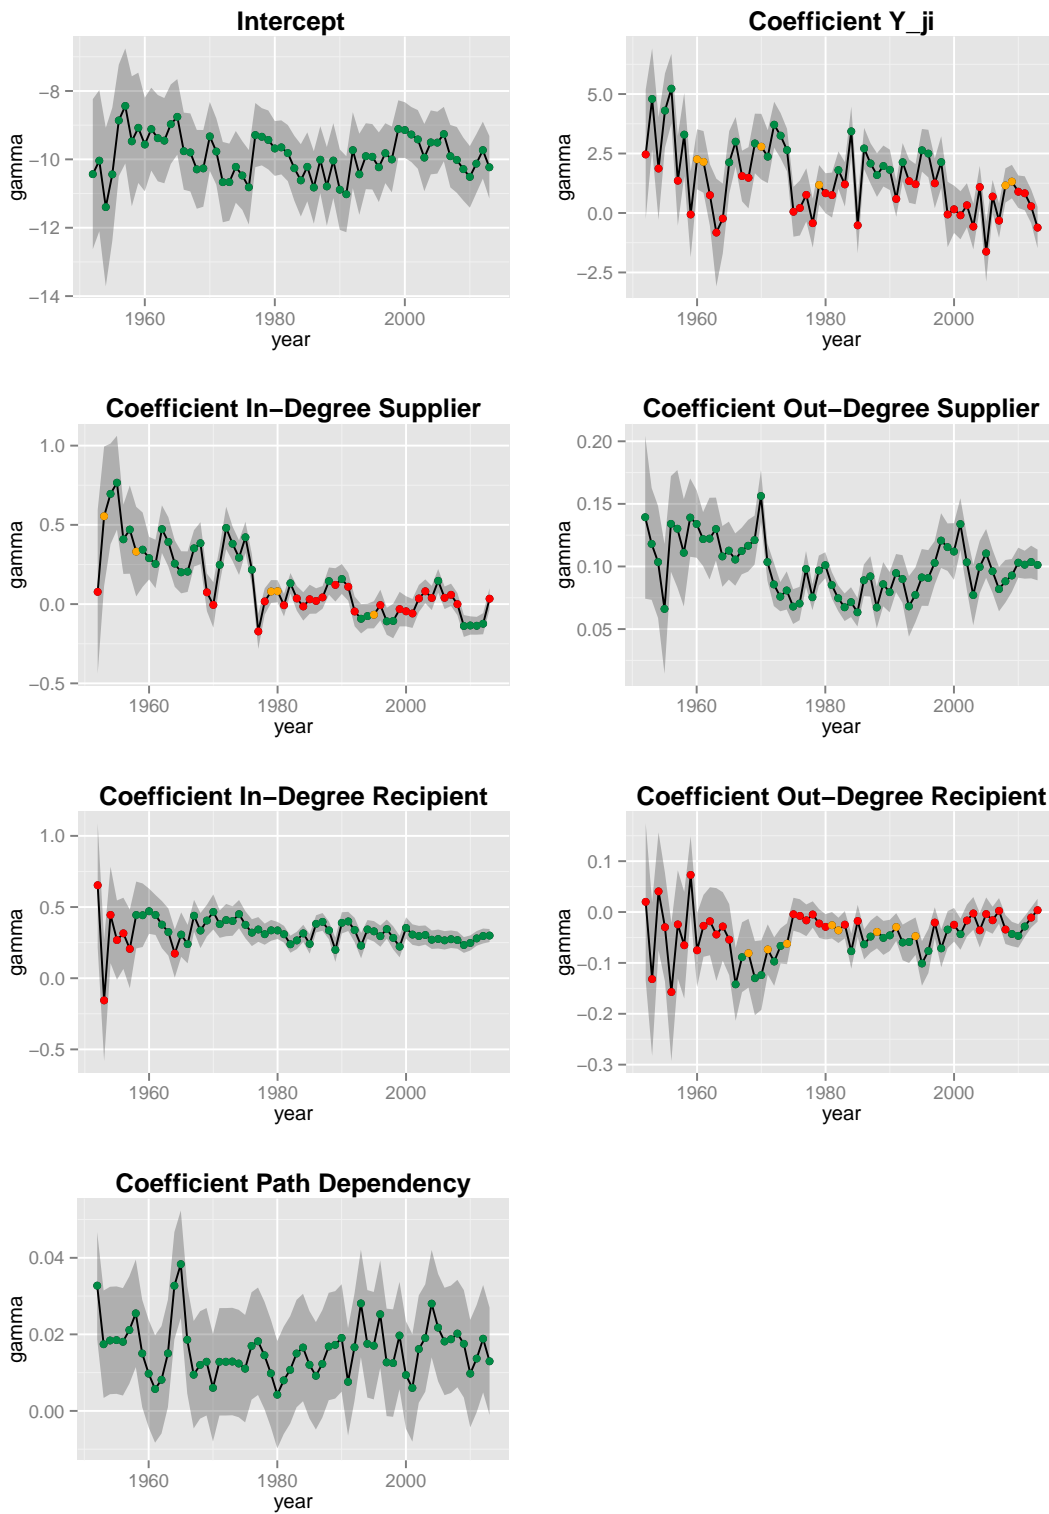 Intercept
gamma
−8
−10
−12
−14
1960
1980
2000
year
Coefficient Y_ji
gamma
5.0
2.5
0.0
−2.5
1960
1980
2000
year
Coefficient In−Degree Supplier
gamma
1.0
0.5
0.0
−0.5
1960
1980
2000
year
Coefficient Out−Degree Supplier
gamma
0.20
0.15
0.10
0.05
1960
1980
2000
year
Coefficient In−Degree Recipient
gamma
1.0
0.5
0.0
−0.5
1960
1980
2000
year
Coefficient Out−Degree Recipient
gamma
0.1
0.0
−0.1
−0.2
−0.3
1960
1980
2000
year
Coefficient Path Dependency
gamma
0.04
0.02
0.00
1960
1980
2000
year